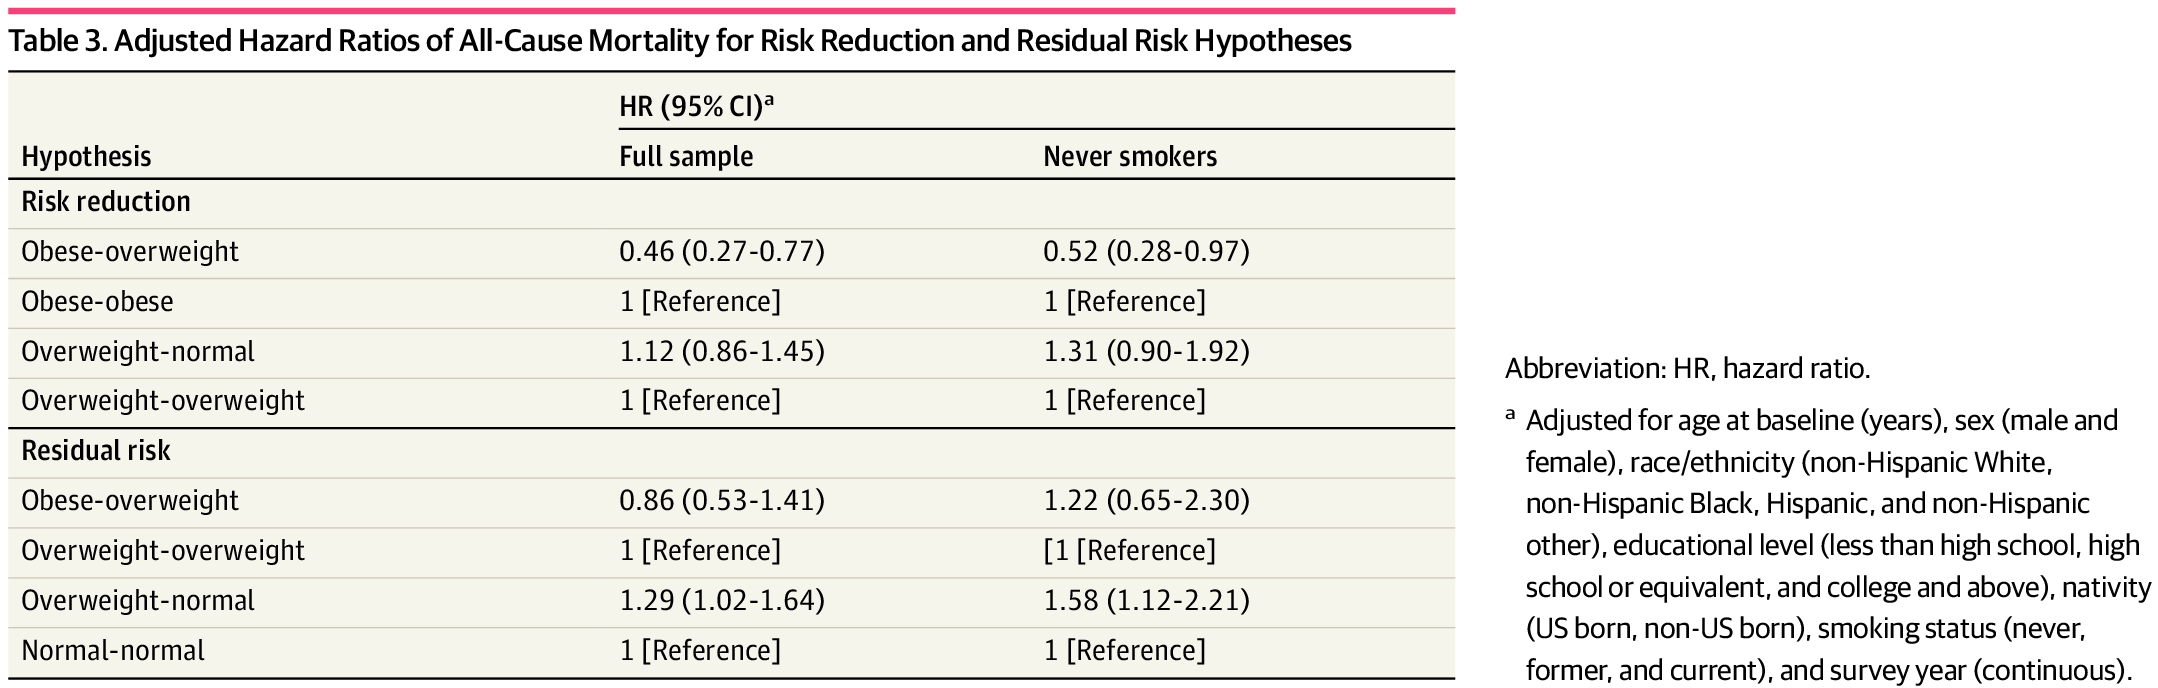 Table 3. Adjusted Hazard Ratios of All-Cause Mortality for Risk Reduction and Residual Risk Hypotheses
HR (95% CI)a
Hypothesis Full sample Never smokers
Risk reduction
Obese-overweight 0.46 (0.27-0.77) 0.52 (0.28-0.97)
Obese-obese 1 [Reference] 1 [Reference]
Overweight-normal 1.12 (0.86-1.45) 1.31 (0.90-1.92)
Overweight-overweight 1 [Reference] 1 [Reference]
Residual risk
Obese-overweight 0.86 (0.53-1.41) 1.22 (0.65-2.30)
Overweight-overweight 1 [Reference] [1 [Reference]
Overweight-normal 1.29 (1.02-1.64) 1.58 (1.12-2.21)
Normal-normal 1 [Reference] 1 [Reference]
Abbreviation: HR, hazard ratio.
a Adjusted for age at baseline (years), sex (male and
female), race/ethnicity (non-Hispanic White,
non-Hispanic Black, Hispanic, and non-Hispanic
other), educational level (less than high school, high
school or equivalent, and college and above), nativity
(US born, non-US born), smoking status (never,
former, and current), and survey year (continuous).